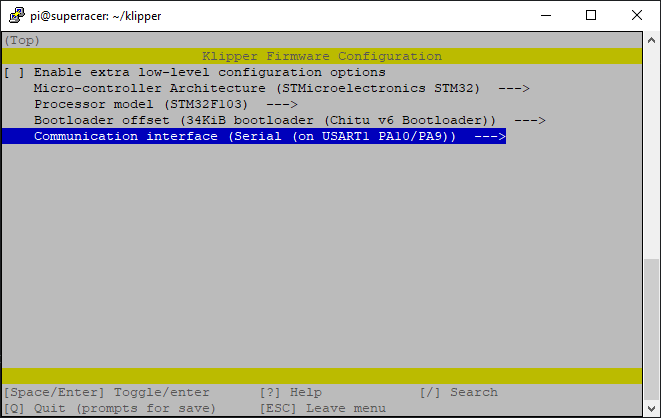 pi@superracer: ~/klipper
(Top)
Klipper Firmware Configuration
[ ] Enable extra low-level configuration options
Micro-controller Architecture (STMicroelectronics STM32)  --->
Processor model (STM32F103)  --->
Bootloader offset (34KiB bootloader (Chitu v6 Bootloader))  --->
Communication interface (Serial (on USART1 PA10/PA9))  --->
[Space/Enter] Toggle/enter [?] Help [/] Search
[Q] Quit (prompts for save) [ESC] Leave menu